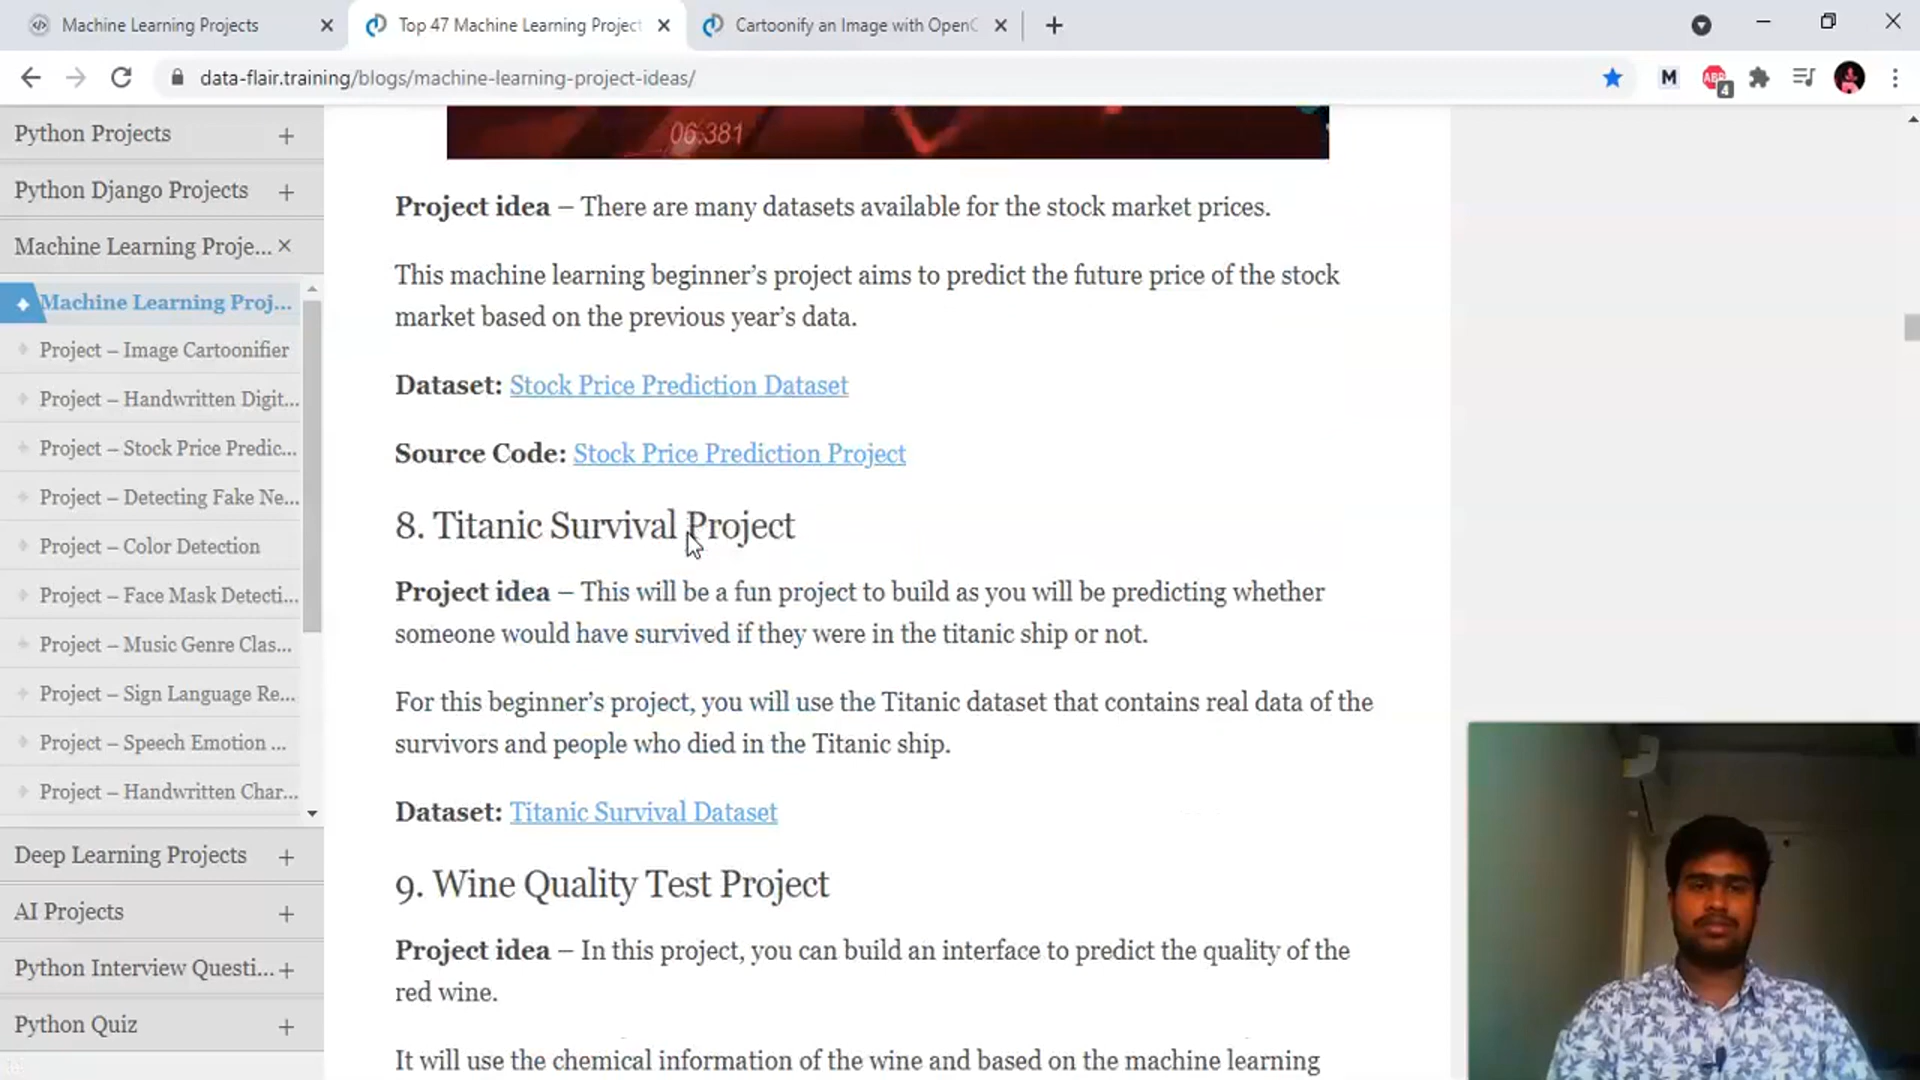 Machine Learning Projects
Top 47 Machine Learning Project
Cartoonify an Image with OpenC
data-flair.training/blogs/machine-learning-project-ideas/
M
ABP
4
Python Projects
Python Django Projects
Machine Learning Proje...
Machine Learning Proj...
Project – Image Cartoonifier
Project – Handwritten Digit...
Project – Stock Price Predic...
Project – Detecting Fake Ne...
Project – Color Detection
Project – Face Mask Detecti...
Project – Music Genre Clas...
Project – Sign Language Re...
Project – Speech Emotion ...
Project – Handwritten Char...
Deep Learning Projects
AI Projects
Python Interview Questi...
Python Quiz
06.381
Project idea – There are many datasets available for the stock market prices.
This machine learning beginner’s project aims to predict the future price of the stock
market based on the previous year’s data.
Dataset: Stock Price Prediction Dataset
Source Code: Stock Price Prediction Project
8. Titanic Survival Project
Project idea – This will be a fun project to build as you will be predicting whether
someone would have survived if they were in the titanic ship or not.
For this beginner’s project, you will use the Titanic dataset that contains real data of the
survivors and people who died in the Titanic ship.
Dataset: Titanic Survival Dataset
9. Wine Quality Test Project
Project idea – In this project, you can build an interface to predict the quality of the
red wine.
It will use the chemical information of the wine and based on the machine learning